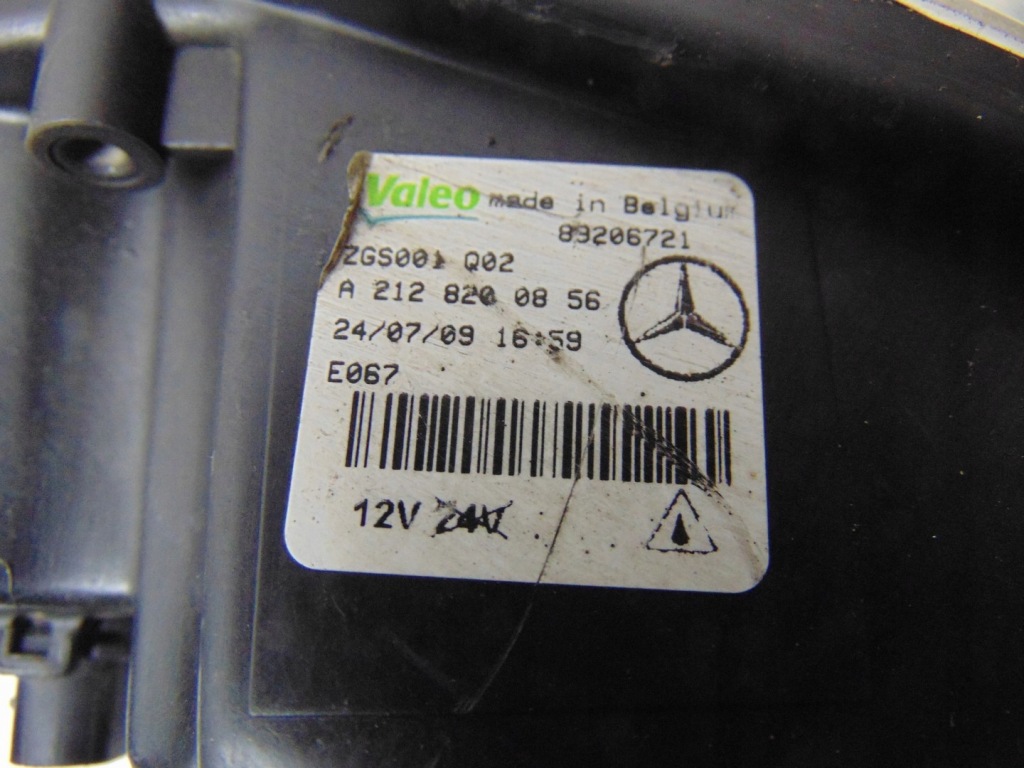 Valeo made in Belgium
89206721
ZGS001 Q02
A 212 820 08 56
24/07/09 16:59
E067
12V 24V